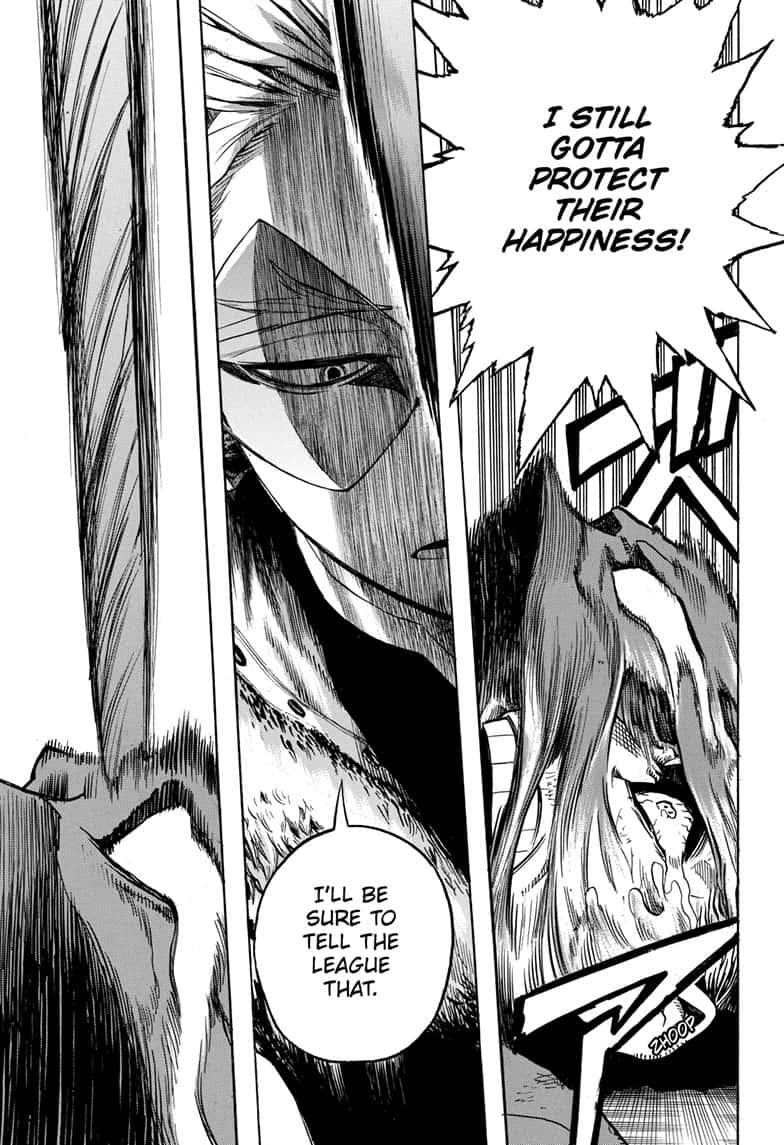 I STILL
GOTTA
PROTECT
THEIR
HAPPINESS!
I'LL BE
SURE TO
TELL THE
LEAGUE
THAT.
ZHOOP